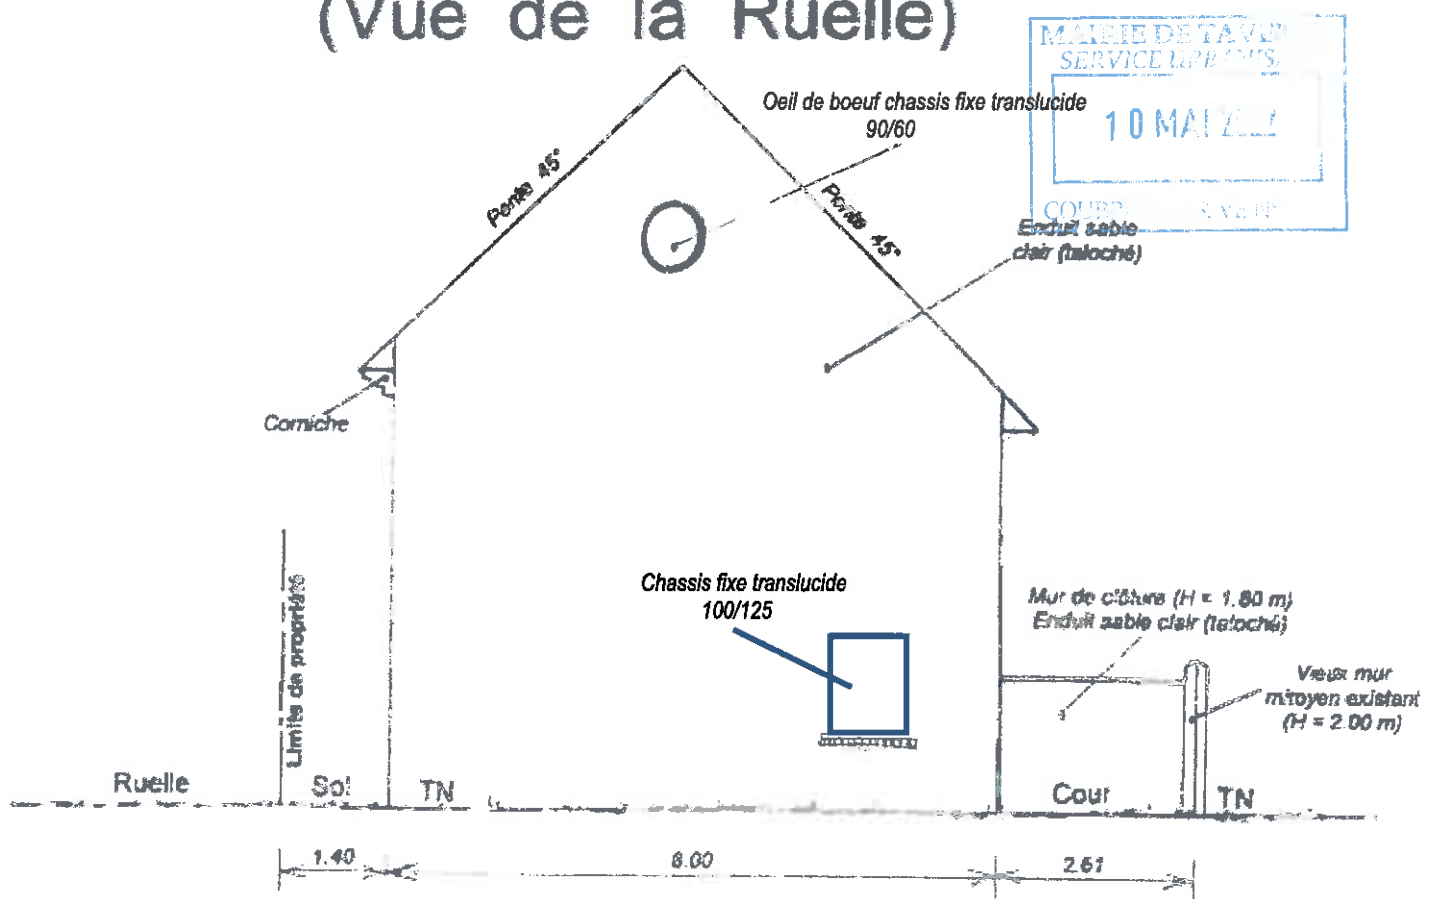 (Vue de la Ruelle)
MAIRIE DE
SERVICE
10 MAI
Oeil de boeuf chassis fixe translucide
90/60
Pente 45°
Pente 45°
Enduit sable
clair (taloché)
Corniche
Chassis fixe translucide
100/125
Mur de clôture (H = 1.80 m)
Enduit sable clair (taloché)
Vieux mur
mitoyen existant
(H = 2.00 m)
Limite de propriété
Ruelle
Sol
TN
Cour
TN
1.40
8.00
2.61